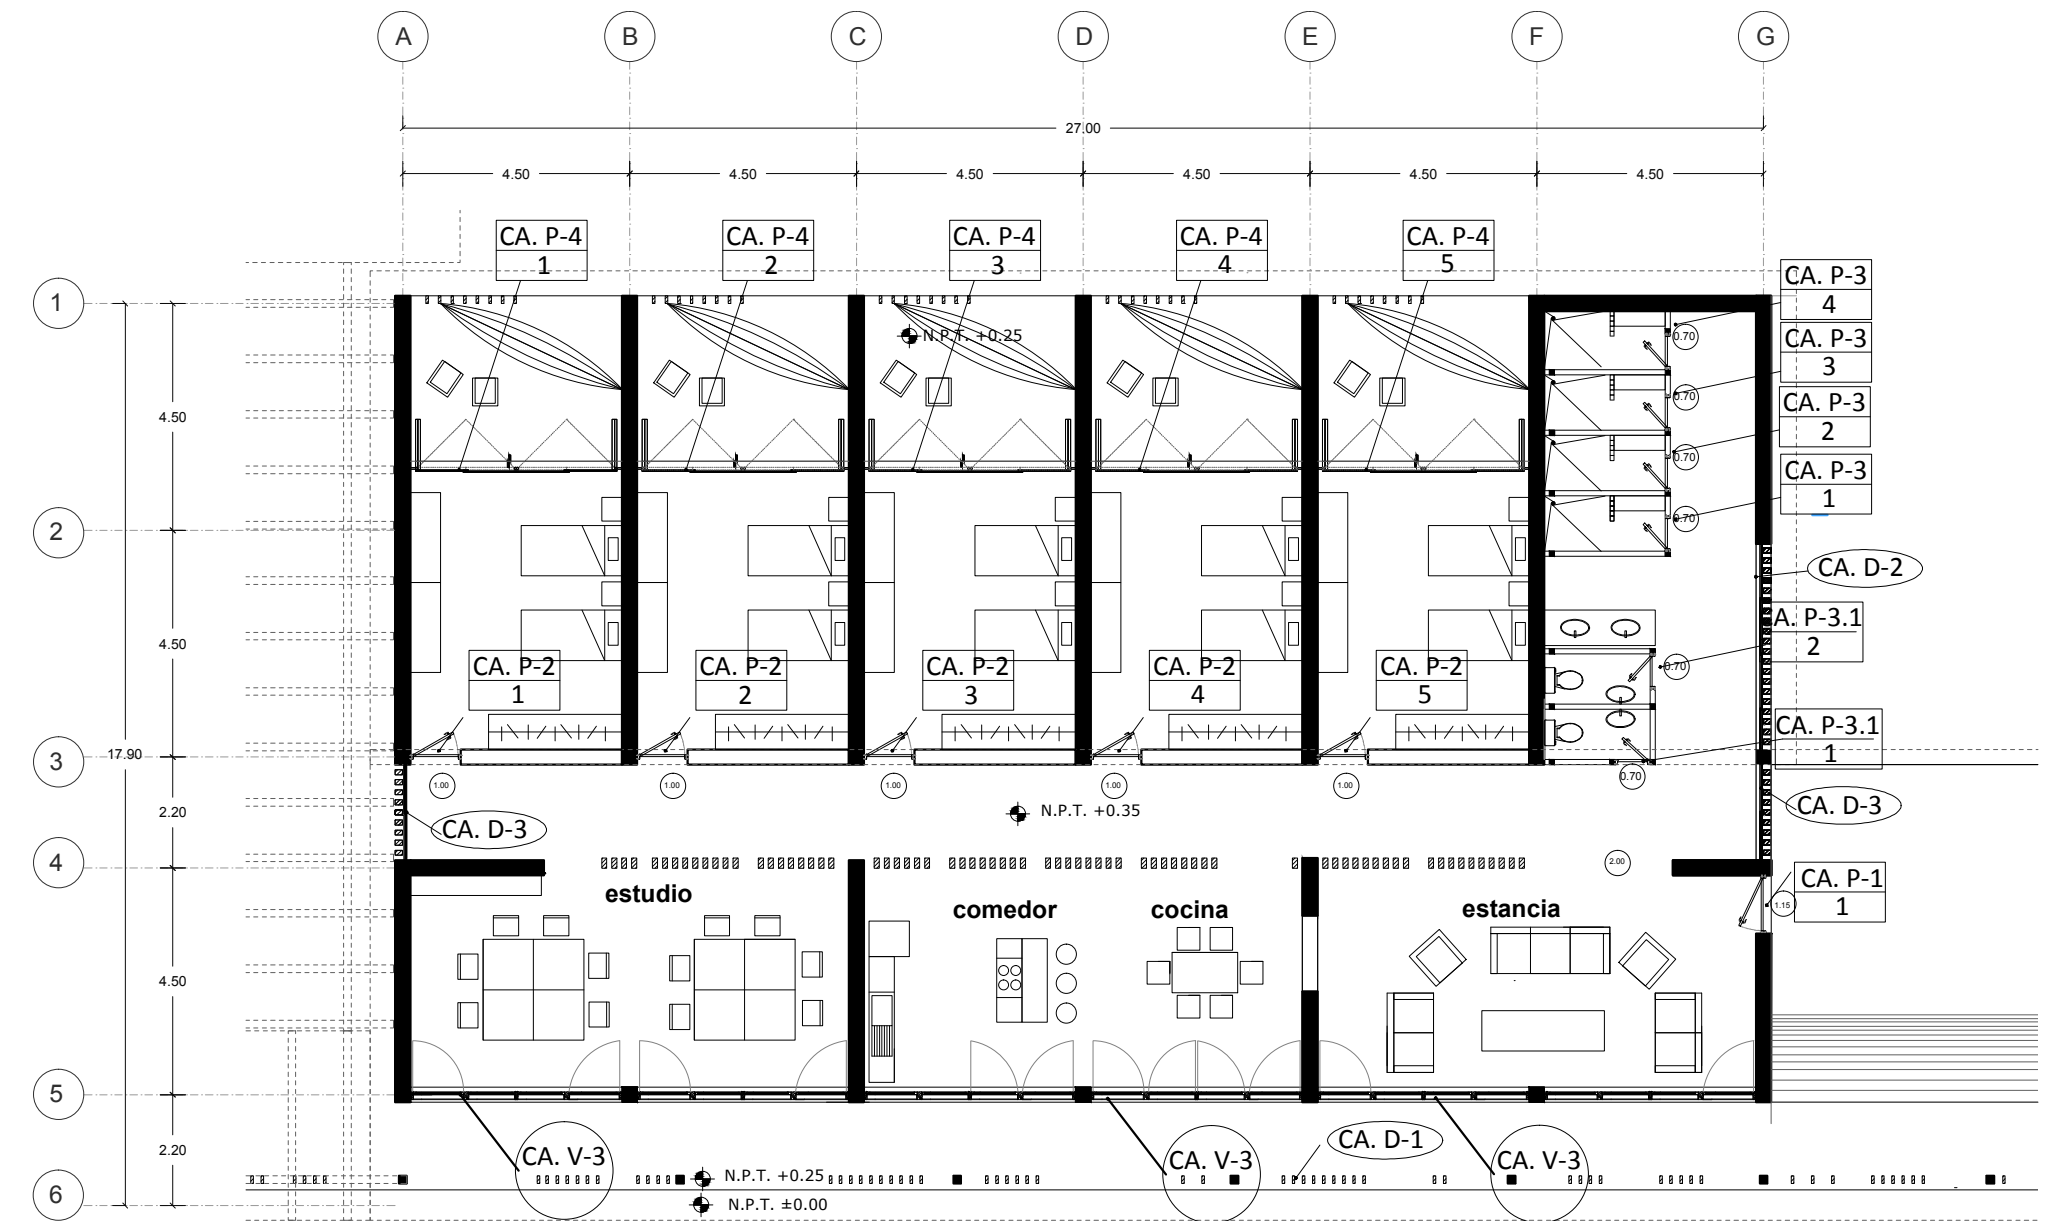 A B C D E F G
27.00
4.50 4.50 4.50 4.50 4.50 4.50
CA. P-4 CA. P-4 CA. P-4 CA. P-4 CA. P-4
1 2 3 4 5
CA. P-3
4
1
N.P.T. +0.25
0.70
CA. P-3
3
0.70
CA. P-3
2
4.50
0.70
CA. P-3
1
0.70
2
CA. D-2
A. P-3.1
2
4.50
0.70
CA. P-2 CA. P-2 CA. P-2 CA. P-2 CA. P-2
1 2 3 4 5
CA. P-3.1
1
3
17.90
0.70
1.00 1.00 1.00 1.00 1.00
2.20
N.P.T. +0.35
CA. D-3
CA. D-3
4
2.00
CA. P-1
1
1.15
estudio
comedor cocina estancia
4.50
5
2.20
CA. V-3 CA. V-3 CA. D-1 CA. V-3
N.P.T. +0.25
6
N.P.T. ±0.00